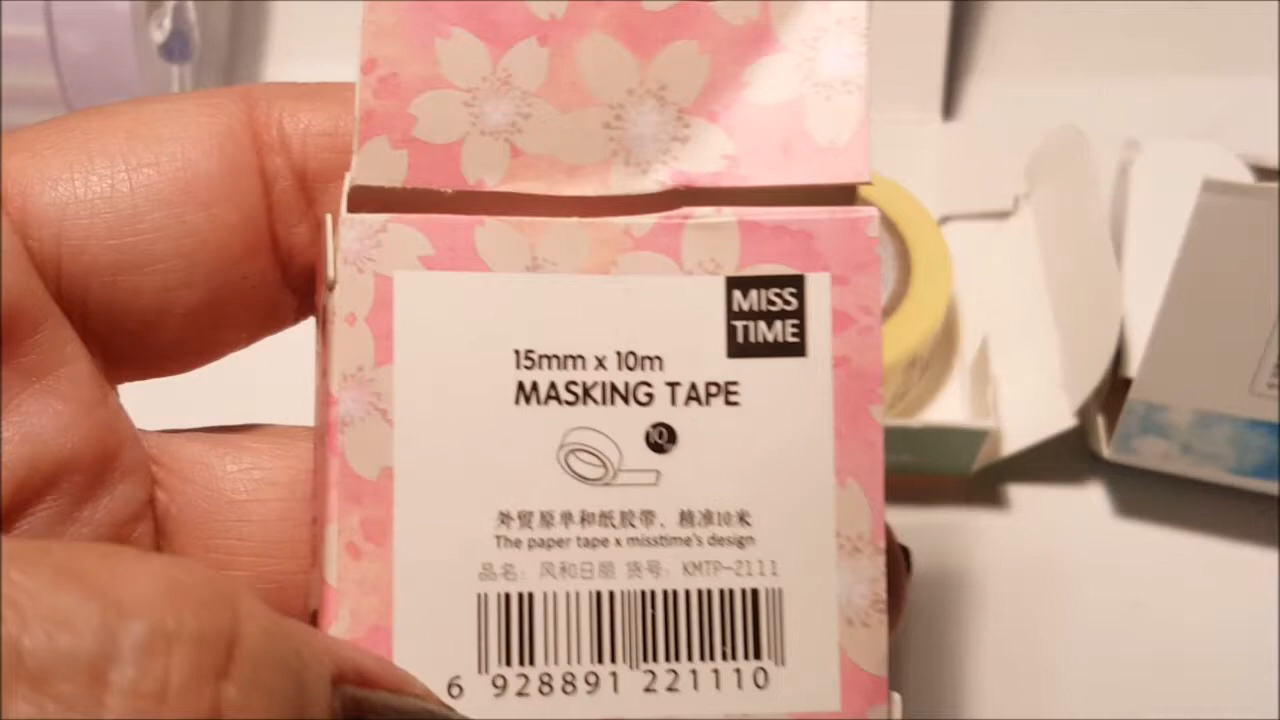 MISS
TIME
15mm x 10m
MASKING TAPE
10
外贸原单和纸胶带、精准10米
The paper tape x misstime's design
品名：风和日丽 货号：KMTP-2111
6 928891 221110